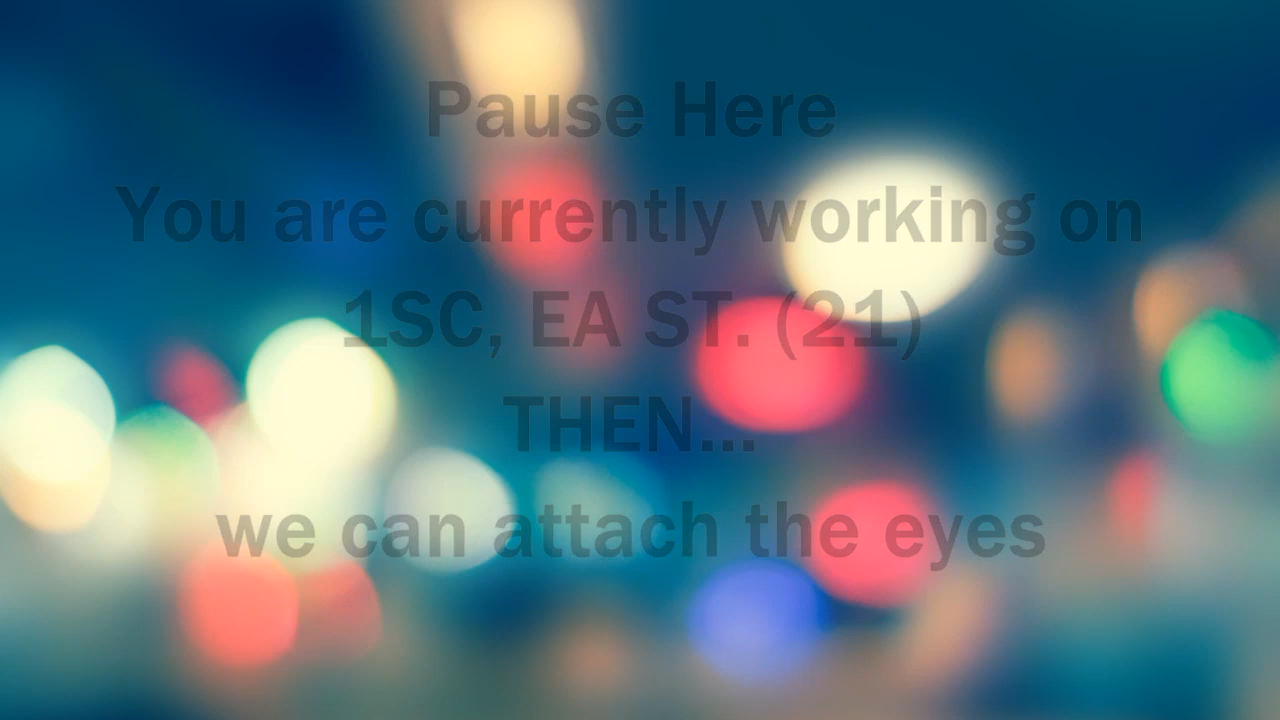 Pause Here
You are currently working on
1SC, EA ST. (21)
THEN...
we can attach the eyes